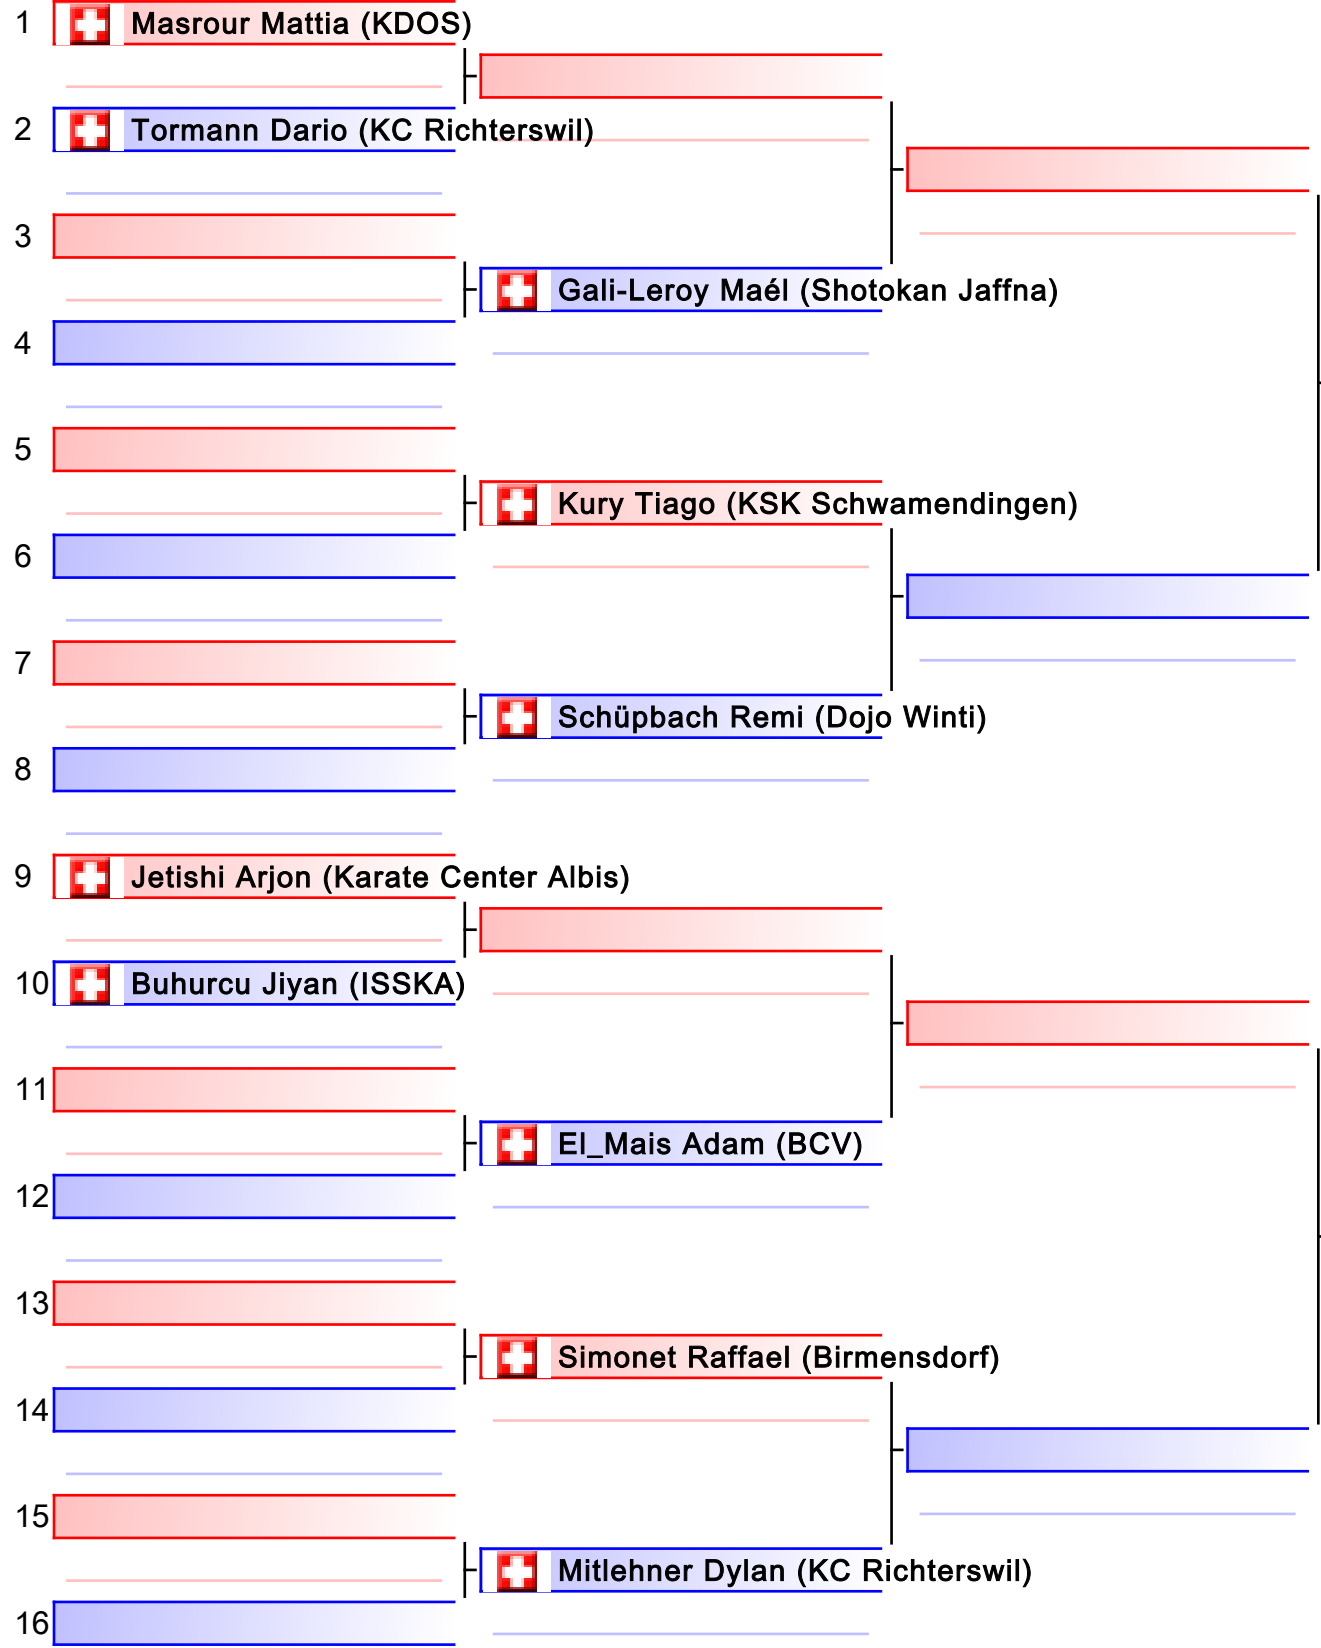 1 Masrour Mattia (KDOS)
2 Tormann Dario (KC Richterswil)
3
Gali-Leroy Maél (Shotokan Jaffna)
4
5
Kury Tiago (KSK Schwamendingen)
6
7
Schüpbach Remi (Dojo Winti)
8
9 Jetishi Arjon (Karate Center Albis)
10 Buhurcu Jiyan (ISSKA)
11
El_Mais Adam (BCV)
12
13
Simonet Raffael (Birmensdorf)
14
15
Mitlehner Dylan (KC Richterswil)
16